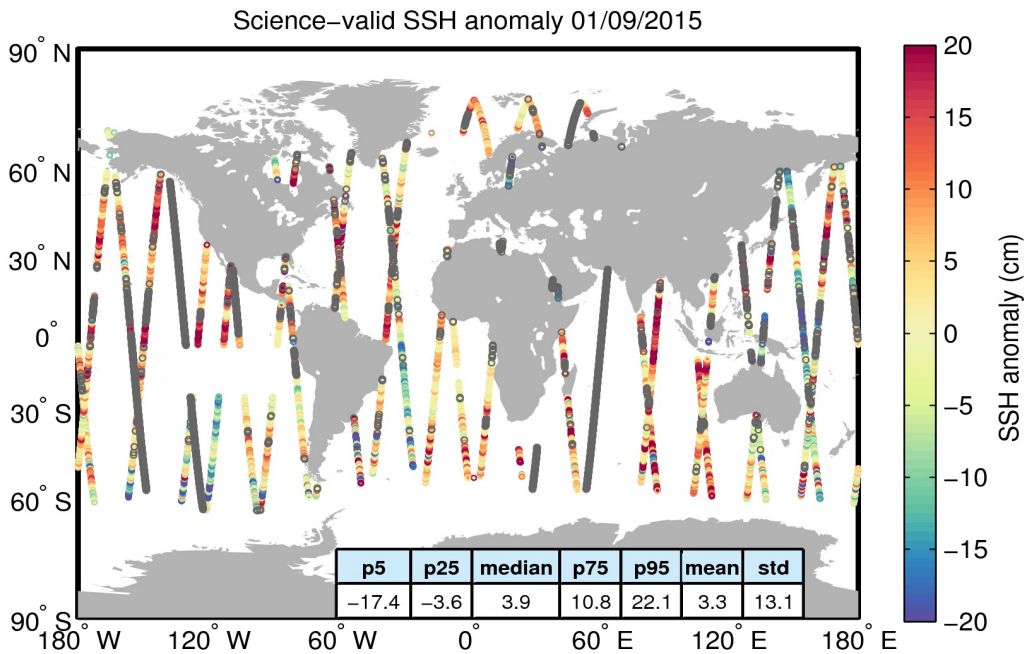 Science−valid SSH anomaly 01/09/2015
90° N
60° N
30° N
0°
30° S
60° S
90° S
180° W
120° W
60° W
0°
60° E
120° E
180° E
p5 p25 median p75 p95 mean std
−17.4 −3.6 3.9 10.8 22.1 3.3 13.1
20
15
10
5
0
−5
−10
−15
−20
SSH anomaly (cm)